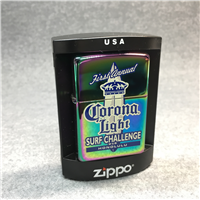 USA
First Annual
Corona
Light
SURF CHALLENGE
zippo